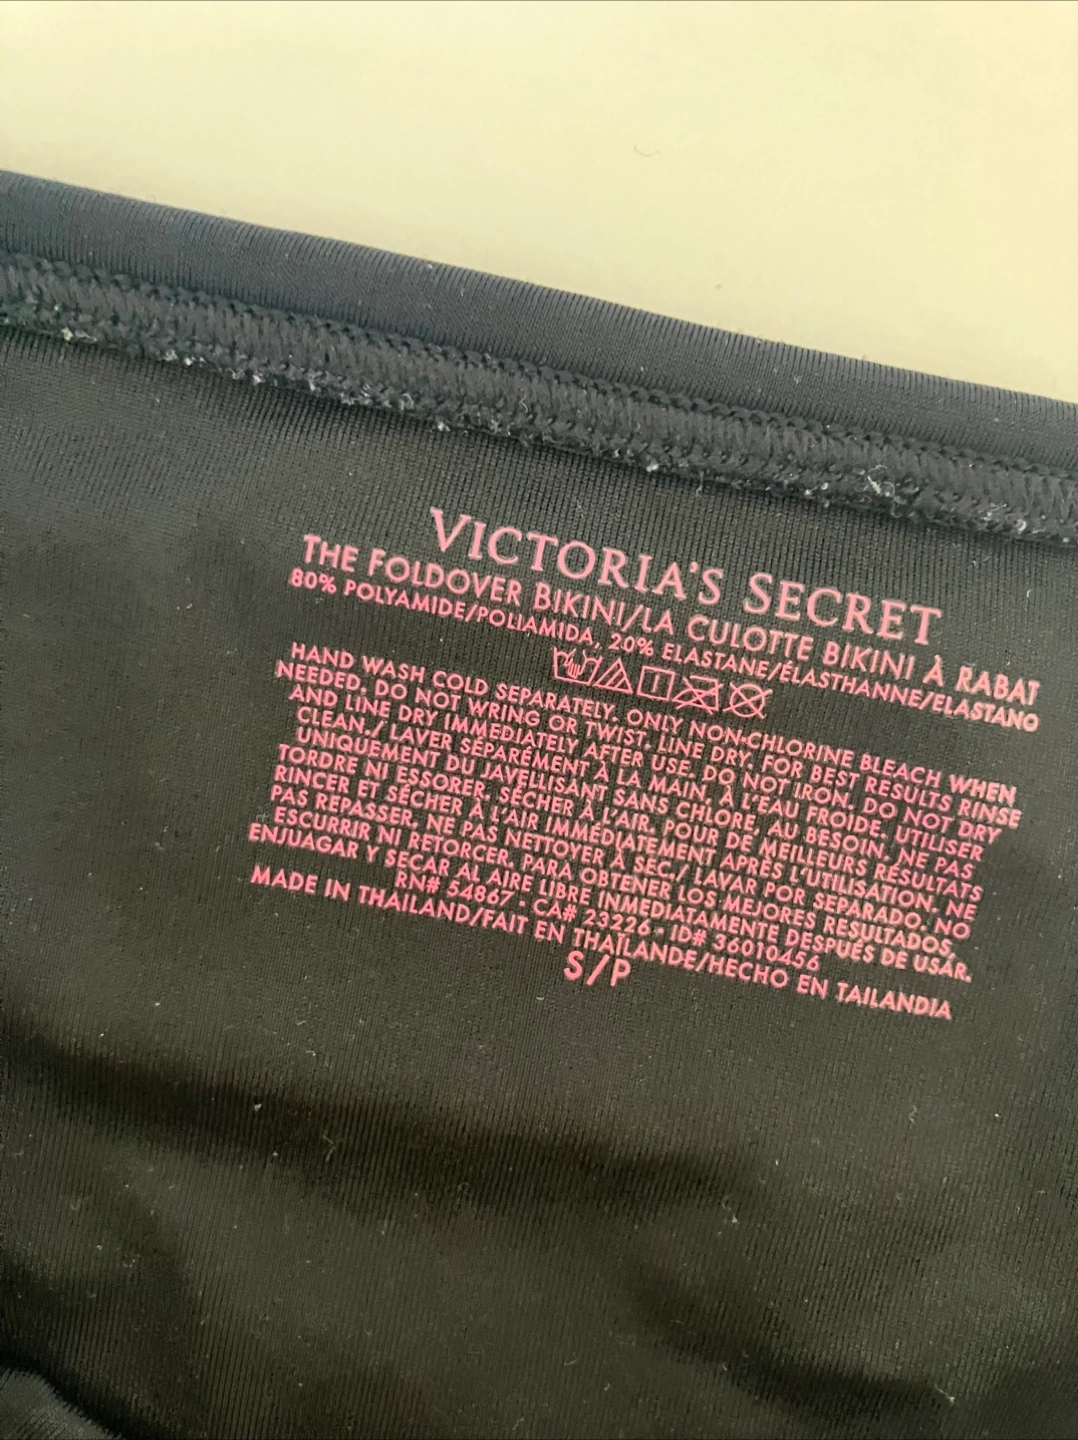 VICTORIA'S SECRET
THE FOLDOVER BIKINI/LA CULOTTE BIKINI À RABAT
80% POLYAMIDE/POLIAMIDA, 20% ELASTANE/ÉLASTHANNE/ELASTANO
HAND WASH COLD SEPARATELY. ONLY NON-CHLORINE BLEACH WHEN
NEEDED. DO NOT WRING OR TWIST. LINE DRY. FOR BEST RESULTS RINSE
AND LINE DRY IMMEDIATELY AFTER USE. DO NOT IRON. DO NOT DRY
CLEAN./ LAVER SÉPARÉMENT À LA MAIN, À L'EAU FROIDE. UTILISER
UNIQUEMENT DU JAVELLISANT SANS CHLORE, AU BESOIN. NE PAS
TORDRE NI ESSORER. SÉCHER À L'AIR. POUR DE MEILLEURS RÉSULTATS
RINCER ET SÉCHER À L'AIR IMMÉDIATEMENT APRÈS L'UTILISATION. NE
PAS REPASSER. NE PAS NETTOYER À SEC./ LAVAR POR SEPARADO. NO
ESCURRIR NI RETORCER. PARA OBTENER LOS MEJORES RESULTADOS,
ENJUAGAR Y SECAR AL AIRE LIBRE INMEDIATAMENTE DESPUÉS DE USAR.
RN# 54867 - CA# 23226 - ID# 36010456
MADE IN THAILAND/FAIT EN THAÏLANDE/HECHO EN TAILANDIA
S/P